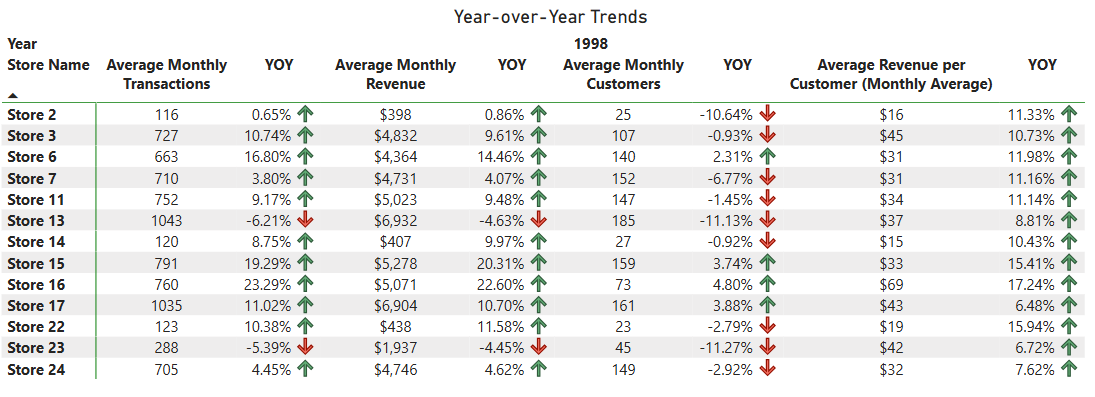 Year-over-Year Trends
Year 1998
Store Name Average Monthly Transactions YOY Average Monthly Revenue YOY Average Monthly Customers YOY Average Revenue per Customer (Monthly Average) YOY
Store 2 116 0.65% $398 0.86% 25 -10.64% $16 11.33%
Store 3 727 10.74% $4,832 9.61% 107 -0.93% $45 10.73%
Store 6 663 16.80% $4,364 14.46% 140 2.31% $31 11.98%
Store 7 710 3.80% $4,731 4.07% 152 -6.77% $31 11.16%
Store 11 752 9.17% $5,023 9.48% 147 -1.45% $34 11.14%
Store 13 1043 -6.21% $6,932 -4.63% 185 -11.13% $37 8.81%
Store 14 120 8.75% $407 9.97% 27 -0.92% $15 10.43%
Store 15 791 19.29% $5,278 20.31% 159 3.74% $33 15.41%
Store 16 760 23.29% $5,071 22.60% 73 4.80% $69 17.24%
Store 17 1035 11.02% $6,904 10.70% 161 3.88% $43 6.48%
Store 22 123 10.38% $438 11.58% 23 -2.79% $19 15.94%
Store 23 288 -5.39% $1,937 -4.45% 45 -11.27% $42 6.72%
Store 24 705 4.45% $4,746 4.62% 149 -2.92% $32 7.62%